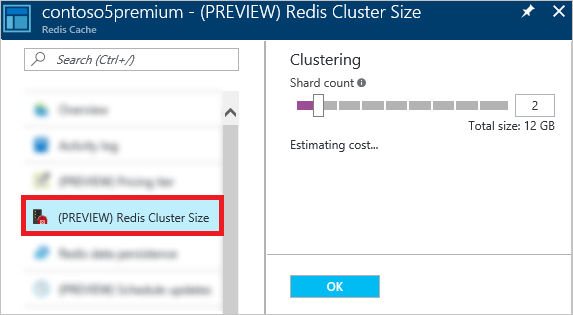 contoso5premium - (PREVIEW) Redis Cluster Size
Redis Cache
Search (Ctrl+/)
Overview
Activity log
(PREVIEW) Pricing tier
(PREVIEW) Redis Cluster Size
Redis data persistence
(PREVIEW) Schedule updates
Clustering
Shard count
2
Total size: 12 GB
Estimating cost...
OK